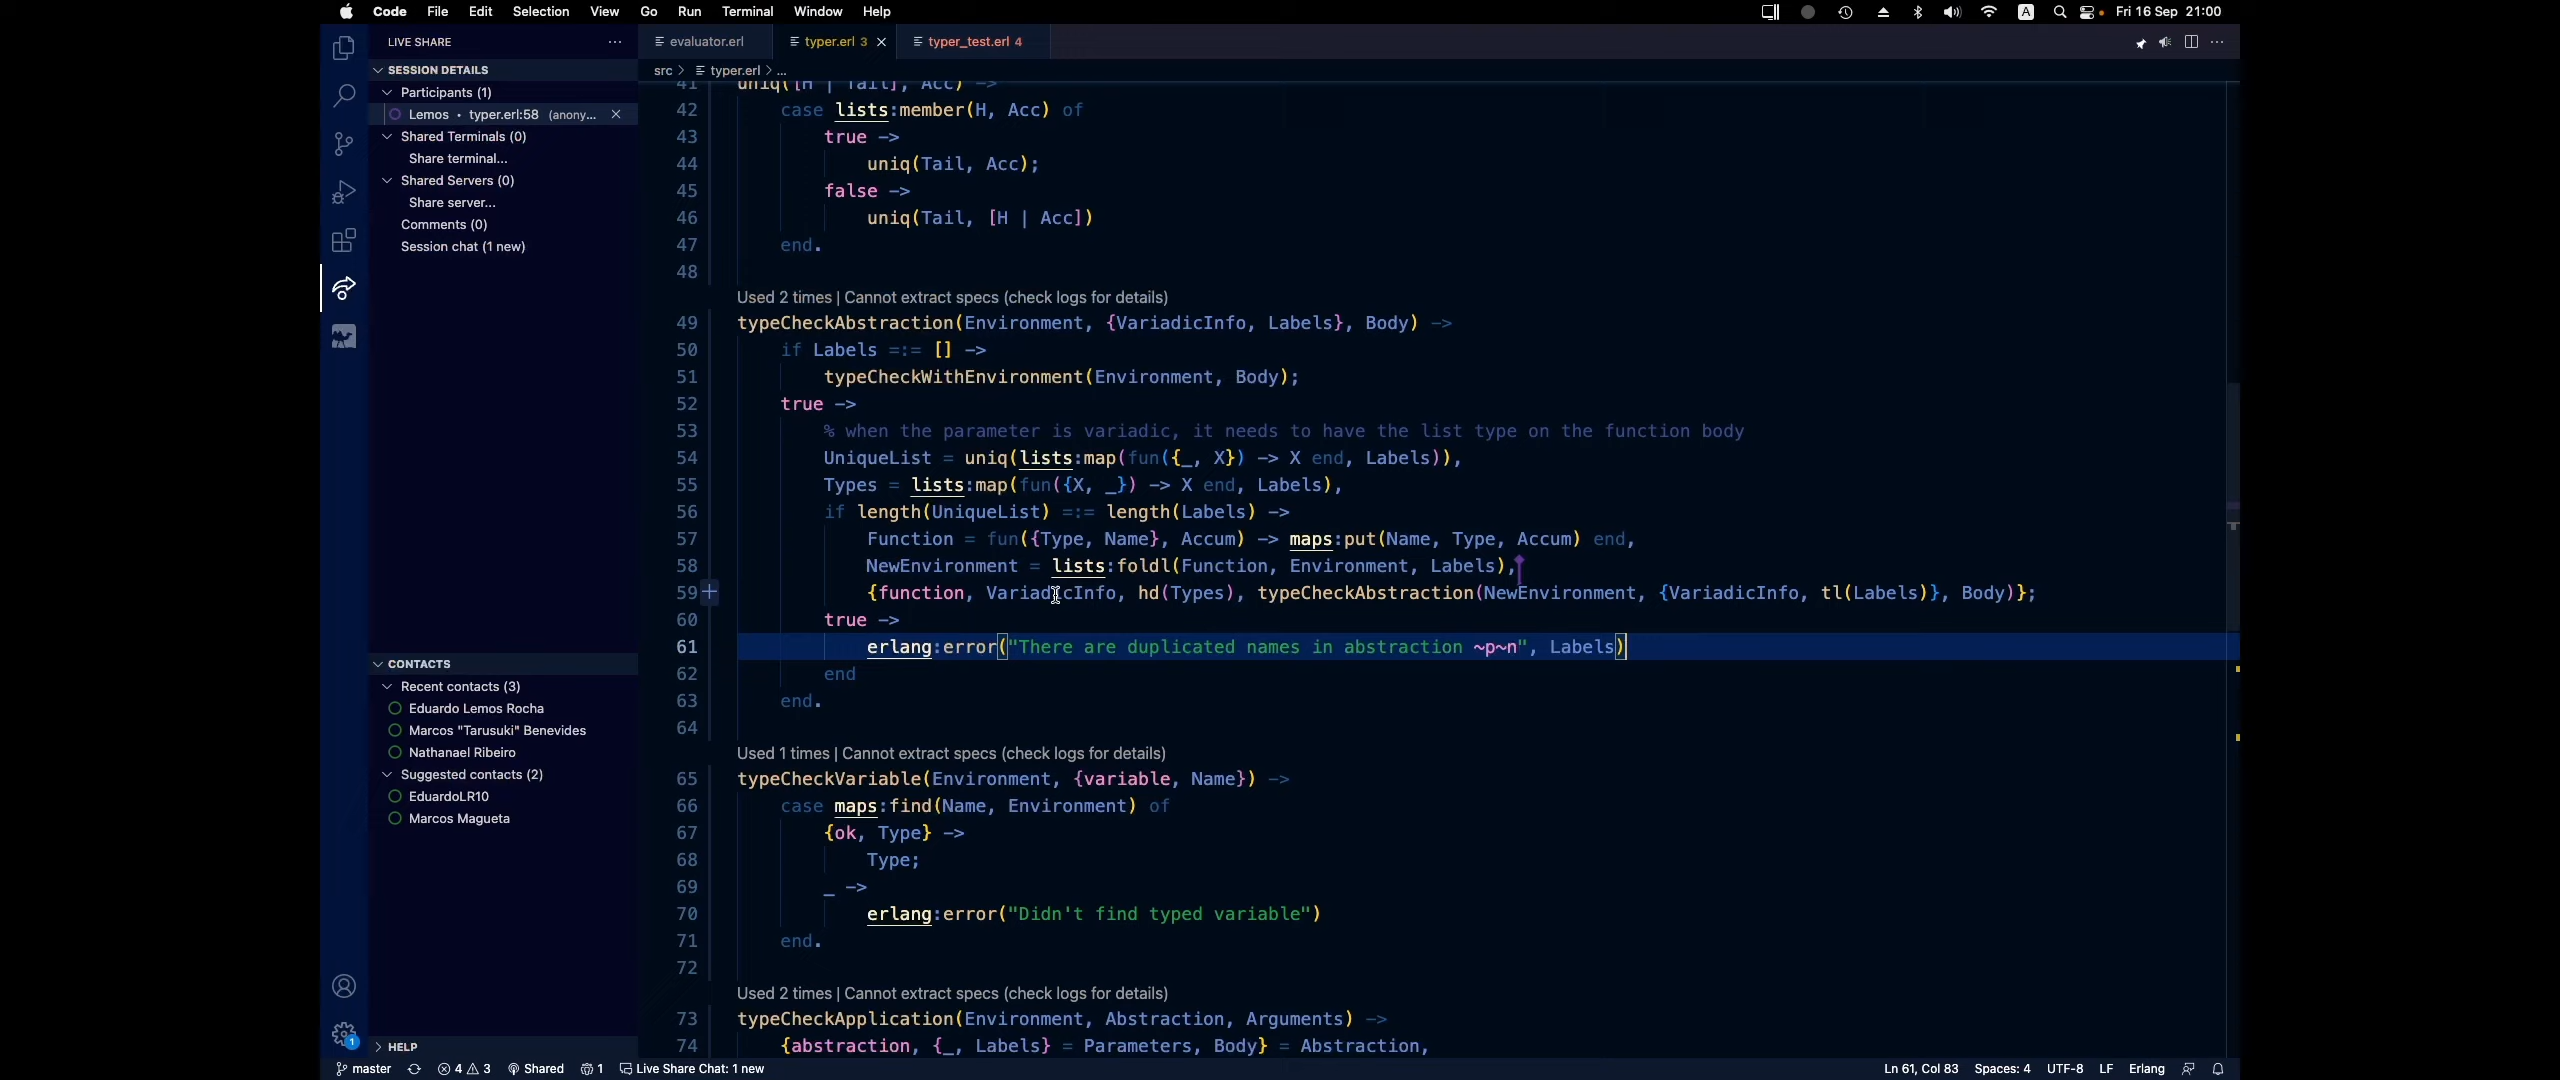 Code File Edit Selection View Go Run Terminal Window Help
A Fri 16 Sep 21:00
LIVE SHARE
SESSION DETAILS
Participants (1)
Lemos • typer.erl:58 (anony...
Shared Terminals (0)
Share terminal...
Shared Servers (0)
Share server...
Comments (0)
Session chat (1 new)
CONTACTS
Recent contacts (3)
Eduardo Lemos Rocha
Marcos "Tarusuki" Benevides
Nathanael Ribeiro
Suggested contacts (2)
EduardoLR10
Marcos Magueta
HELP
1
evaluator.erl
typer.erl 3
typer_test.erl 4
src > typer.erl > ...
41 uniq([H | Tail], Acc) ->
42 case lists:member(H, Acc) of
43 true ->
44 uniq(Tail, Acc);
45 false ->
46 uniq(Tail, [H | Acc])
47 end.
48
Used 2 times | Cannot extract specs (check logs for details)
49 typeCheckAbstraction(Environment, {VariadicInfo, Labels}, Body) ->
50 if Labels =:= [] ->
51 typeCheckWithEnvironment(Environment, Body);
52 true ->
53 % when the parameter is variadic, it needs to have the list type on the function body
54 UniqueList = uniq(lists:map(fun({_, X}) -> X end, Labels)),
55 Types = lists:map(fun({X, _}) -> X end, Labels),
56 if length(UniqueList) =:= length(Labels) ->
57 Function = fun({Type, Name}, Accum) -> maps:put(Name, Type, Accum) end,
58 NewEnvironment = lists:foldl(Function, Environment, Labels),
59 {function, VariadicInfo, hd(Types), typeCheckAbstraction(NewEnvironment, {VariadicInfo, tl(Labels)}, Body)};
60 true ->
61 erlang:error("There are duplicated names in abstraction ~p~n", Labels)
62 end
63 end.
64
Used 1 times | Cannot extract specs (check logs for details)
65 typeCheckVariable(Environment, {variable, Name}) ->
66 case maps:find(Name, Environment) of
67 {ok, Type} ->
68 Type;
69 _ ->
70 erlang:error("Didn't find typed variable")
71 end.
72
Used 2 times | Cannot extract specs (check logs for details)
73 typeCheckApplication(Environment, Abstraction, Arguments) ->
74 {abstraction, {_, Labels} = Parameters, Body} = Abstraction,
master 4 3 Shared 1 Live Share Chat: 1 new
Ln 61, Col 83 Spaces: 4 UTF-8 LF Erlang